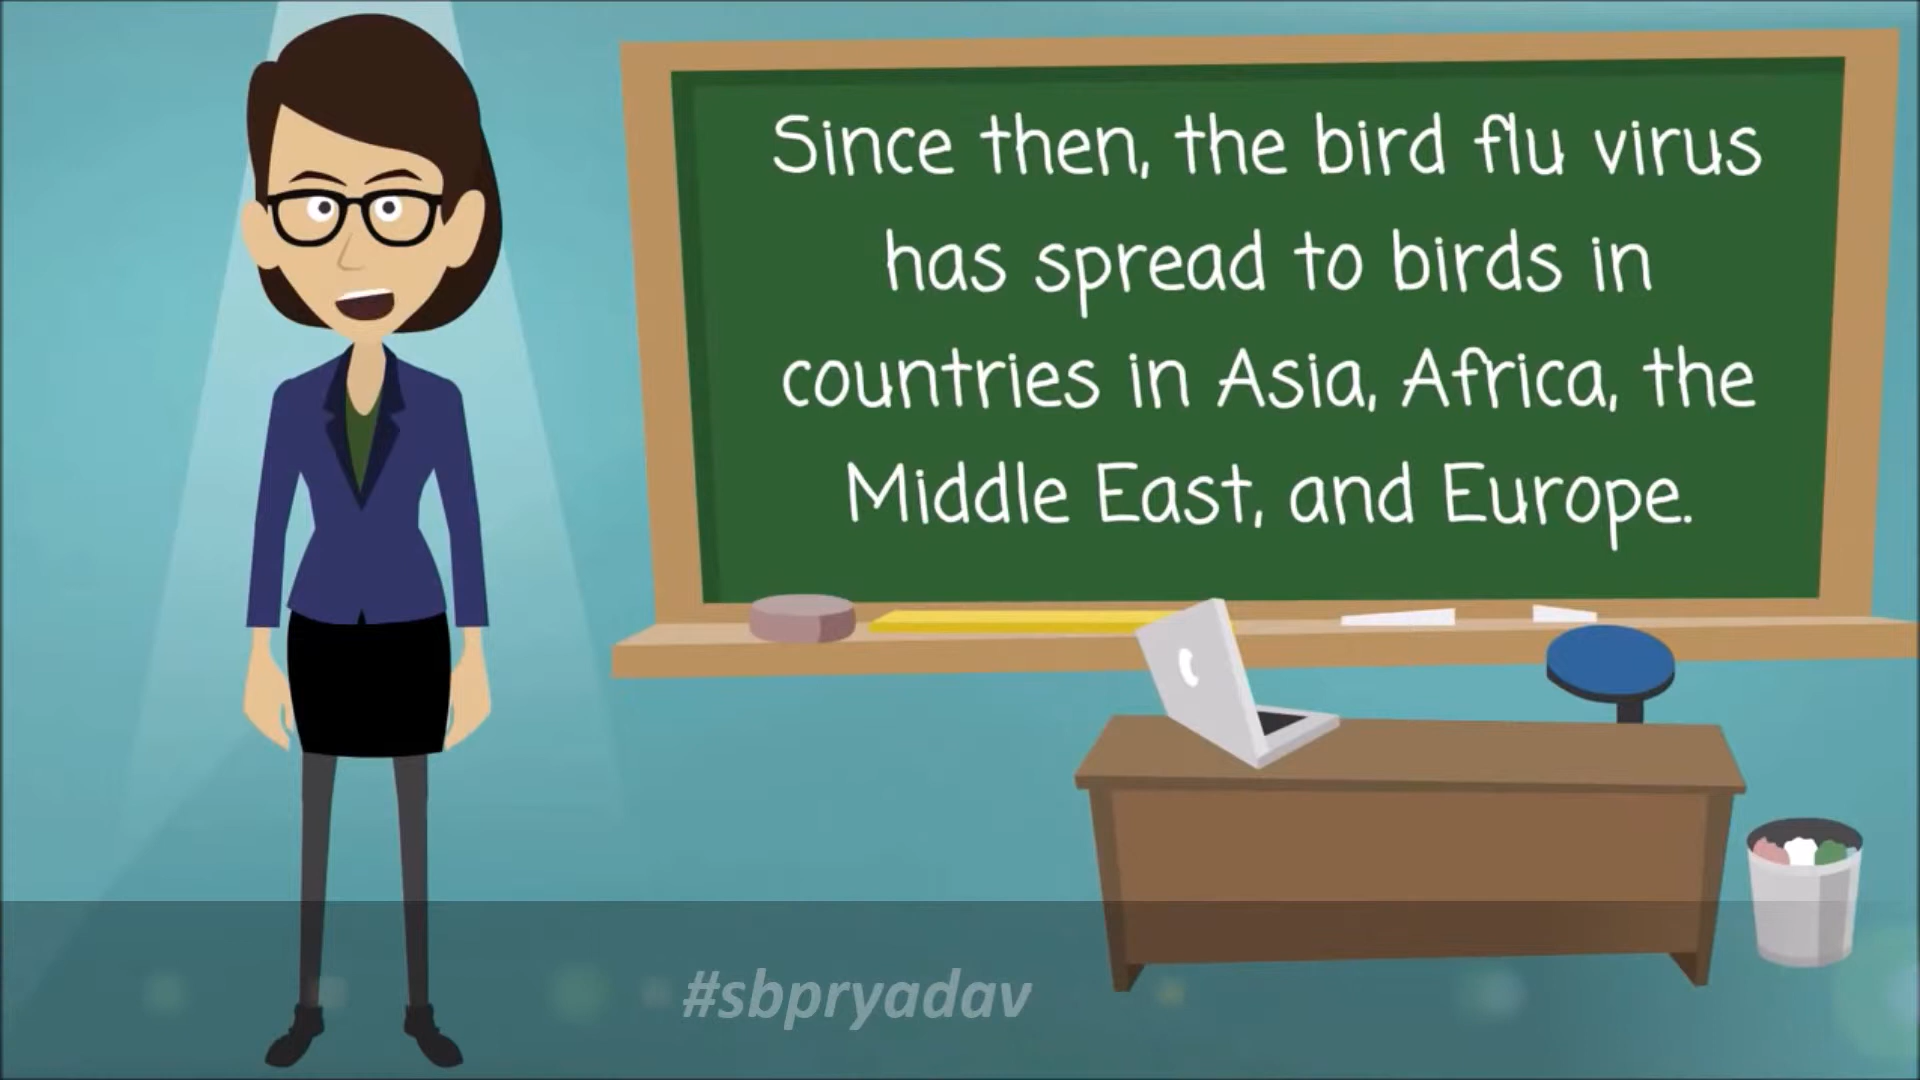 Since then, the bird flu virus
has spread to birds in
countries in Asia, Africa, the
Middle East, and Europe.
#sbpryadav